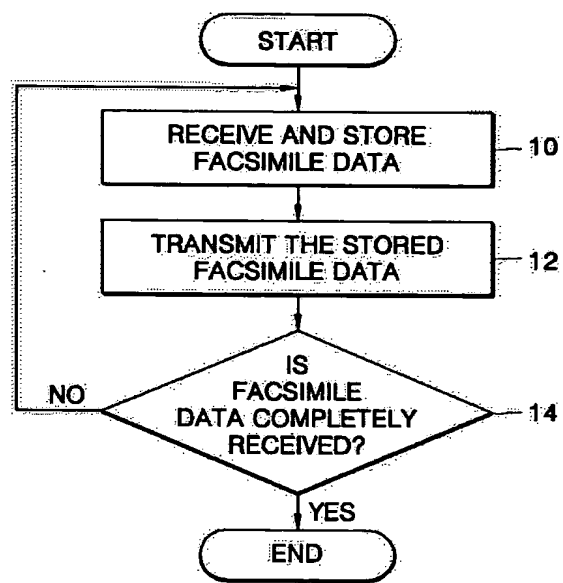 START
RECEIVE AND STORE
FACSIMILE DATA
10
TRANSMIT THE STORED
FACSIMILE DATA
12
IS
FACSIMILE
DATA COMPLETELY
RECEIVED?
14
NO
YES
END